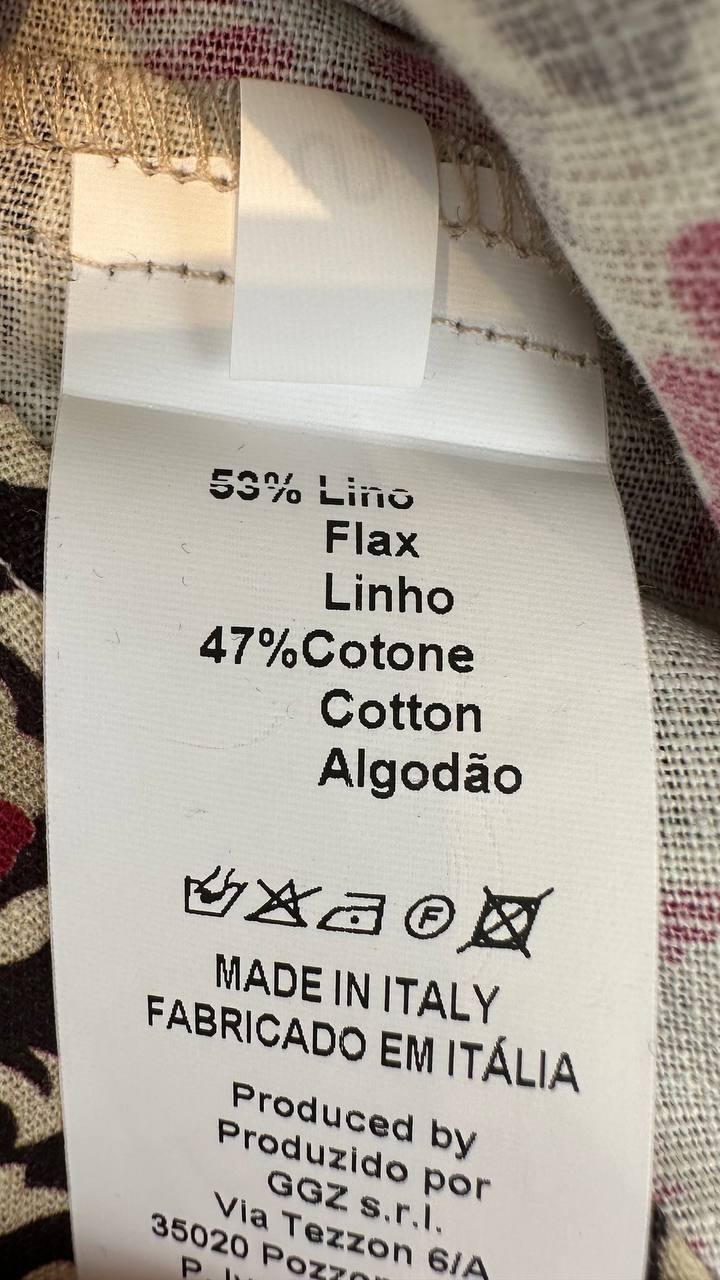 53% Lino
Flax
Linho
47%Cotone
Cotton
Algodão
F
MADE IN ITALY
FABRICADO EM ITÁLIA
Produced by
Produzido por
GGZ s.r.l.
Via Tezzon 6/A
35020